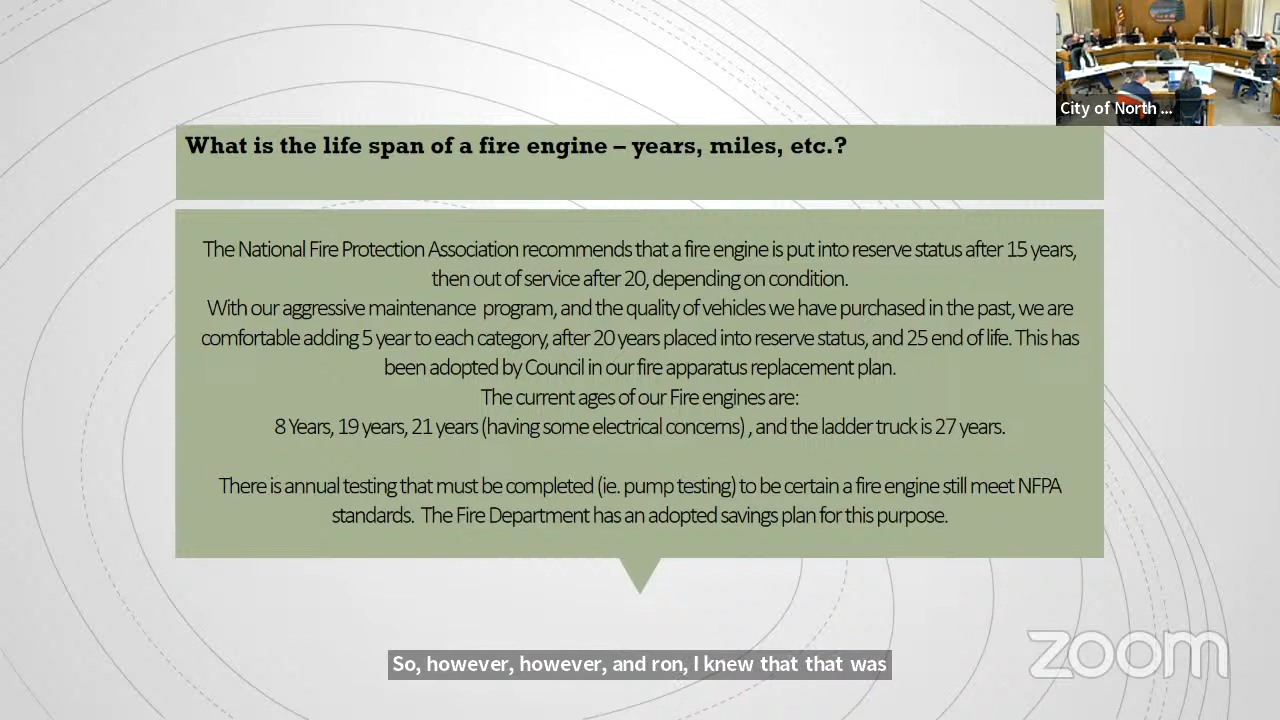 City of North ...
What is the life span of a fire engine – years, miles, etc.?
The National Fire Protection Association recommends that a fire engine is put into reserve status after 15 years,
then out of service after 20, depending on condition.
With our aggressive maintenance program, and the quality of vehicles we have purchased in the past, we are
comfortable adding 5 year to each category, after 20 years placed into reserve status, and 25 end of life. This has
been adopted by Council in our fire apparatus replacement plan.
The current ages of our Fire engines are:
8 Years, 19 years, 21 years (having some electrical concerns) , and the ladder truck is 27 years.
There is annual testing that must be completed (ie. pump testing) to be certain a fire engine still meet NFPA
standards. The Fire Department has an adopted savings plan for this purpose.
So, however, however, and ron, I knew that that was
zoom